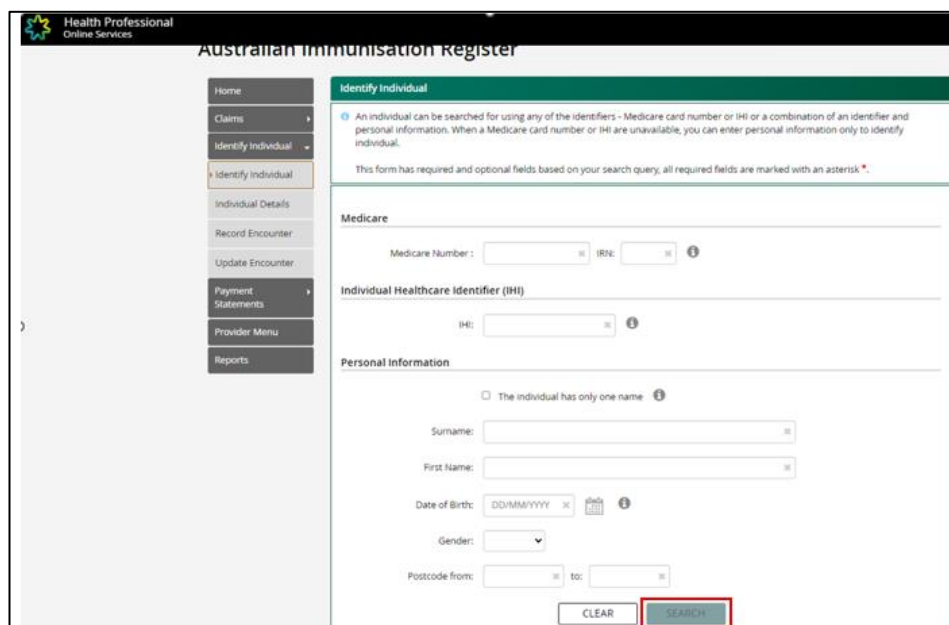 Health Professional
Online Services
Australian Immunisation Register
Home
Claims
Identify Individual
Identify Individual
Individual Details
Record Encounter
Update Encounter
Payment
Statements
Provider Menu
Reports
Identify Individual
An individual can be searched for using any of the identifiers - Medicare card number or IHI or a combination of an identifier and
personal information. When a Medicare card number or IHI are unavailable, you can enter personal information only to identify
individual.
This form has required and optional fields based on your search query, all required fields are marked with an asterisk *.
Medicare
Medicare Number : IRN:
Individual Healthcare Identifier (IHI)
IHI:
Personal Information
The individual has only one name
Surname:
First Name:
Date of Birth: DD/MM/YYYY
Gender:
Postcode from: to:
CLEAR SEARCH